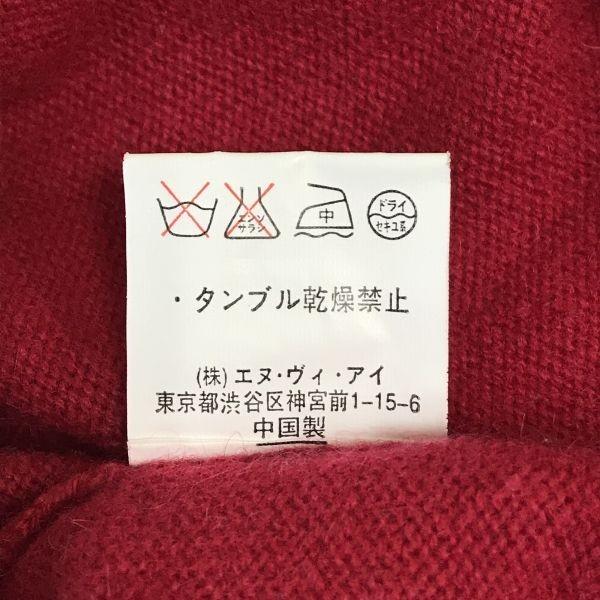 エンソ
サラシ
中
ドライ
セキユ系
・タンブル乾燥禁止
(株)エヌ・ヴィ・アイ
東京都渋谷区神宮前1-15-6
中国製